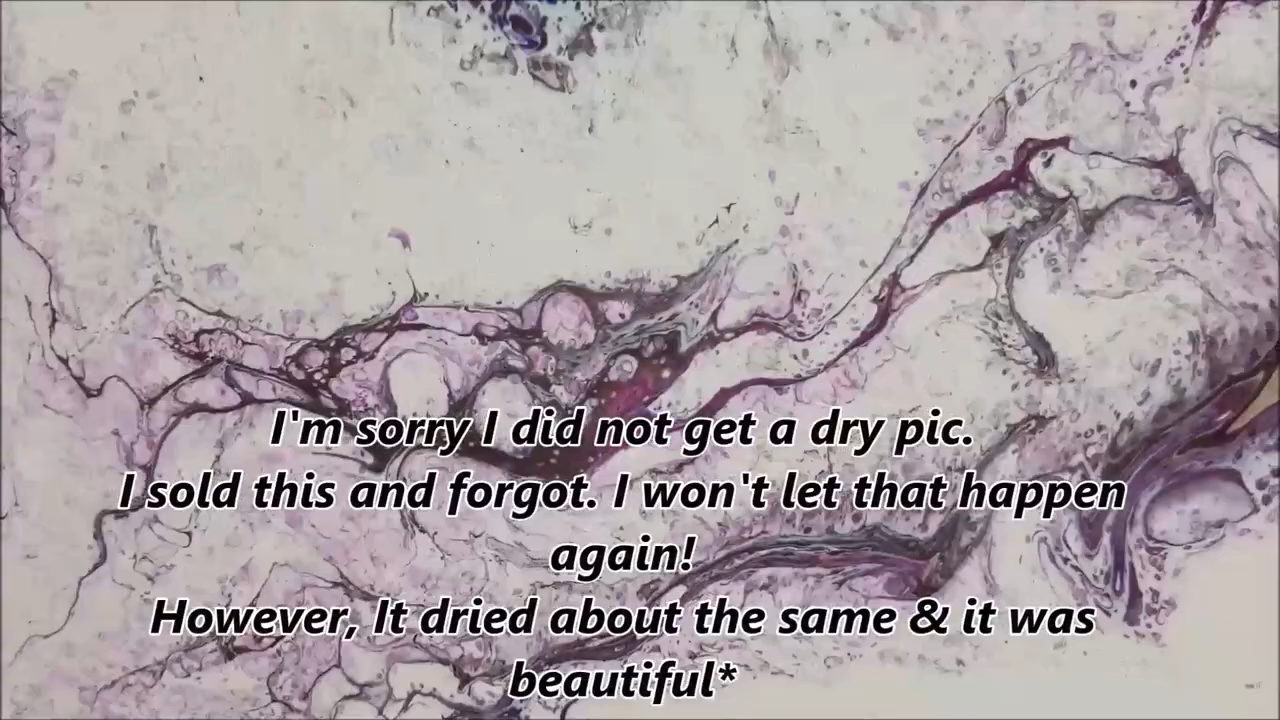 I'm sorry I did not get a dry pic.
I sold this and forgot. I won't let that happen
again!
However, It dried about the same & it was
beautiful*